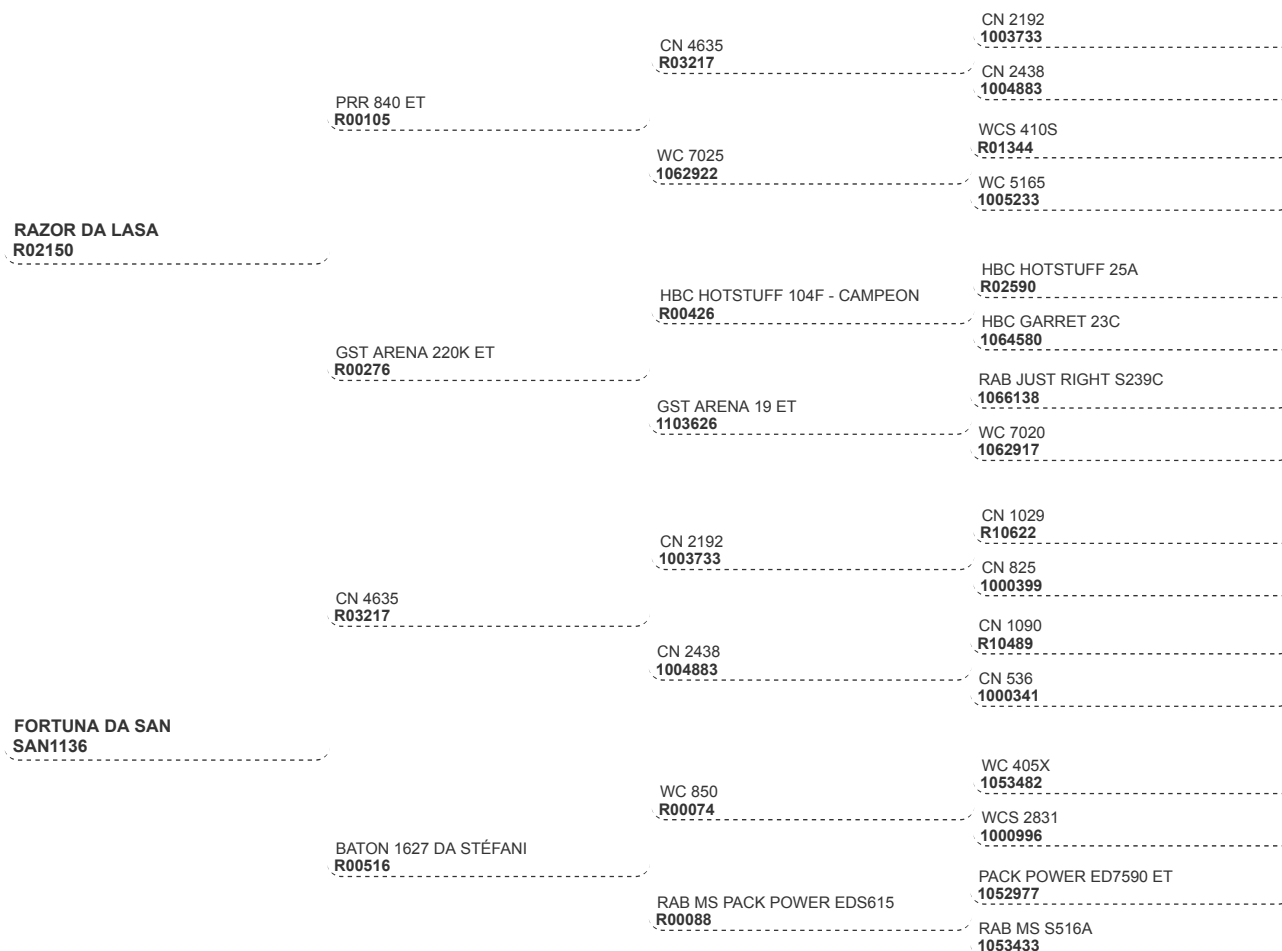 CN 2192
1003733
CN 4635
R03217
CN 2438
1004883
PRR 840 ET
R00105
WCS 410S
R01344
WC 7025
1062922
WC 5165
1005233
RAZOR DA LASA
R02150
HBC HOTSTUFF 25A
R02590
HBC HOTSTUFF 104F - CAMPEON
R00426
HBC GARRET 23C
1064580
GST ARENA 220K ET
R00276
RAB JUST RIGHT S239C
1066138
GST ARENA 19 ET
1103626
WC 7020
1062917
CN 1029
R10622
CN 2192
1003733
CN 825
1000399
CN 4635
R03217
CN 1090
R10489
CN 2438
1004883
CN 536
1000341
FORTUNA DA SAN
SAN1136
WC 405X
1053482
WC 850
R00074
WCS 2831
1000996
BATON 1627 DA STÉFANI
R00516
PACK POWER ED7590 ET
1052977
RAB MS PACK POWER EDS615
R00088
RAB MS S516A
1053433